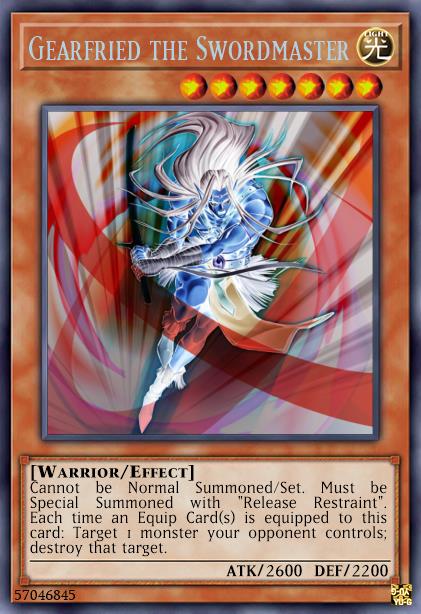 GEARFRIED THE SWORDMASTER
LIGHT
光
[WARRIOR/EFFECT]
Cannot be Normal Summoned/Set. Must be
Special Summoned with "Release Restraint".
Each time an Equip Card(s) is equipped to this
card: Target 1 monster your opponent controls;
destroy that target.
ATK/2600 DEF/2200
57046845